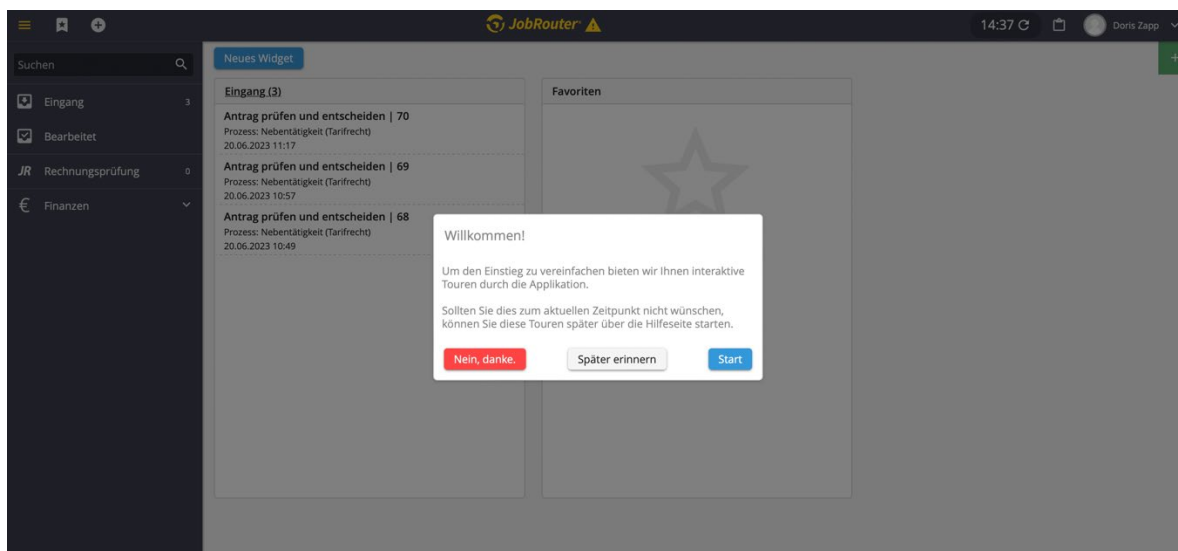 JobRouter
14:37
Doris Zapp
Suchen
Eingang 3
Bearbeitet
JR Rechnungsprüfung 0
€ Finanzen
Neues Widget
Eingang (3)
Antrag prüfen und entscheiden | 70
Prozess: Nebentätigkeit (Tarifrecht)
20.06.2023 11:17
Antrag prüfen und entscheiden | 69
Prozess: Nebentätigkeit (Tarifrecht)
20.06.2023 10:57
Antrag prüfen und entscheiden | 68
Prozess: Nebentätigkeit (Tarifrecht)
20.06.2023 10:49
Favoriten
Willkommen!
Um den Einstieg zu vereinfachen bieten wir Ihnen interaktive
Touren durch die Applikation.
Sollten Sie dies zum aktuellen Zeitpunkt nicht wünschen,
können Sie diese Touren später über die Hilfeseite starten.
Nein, danke.
Später erinnern
Start